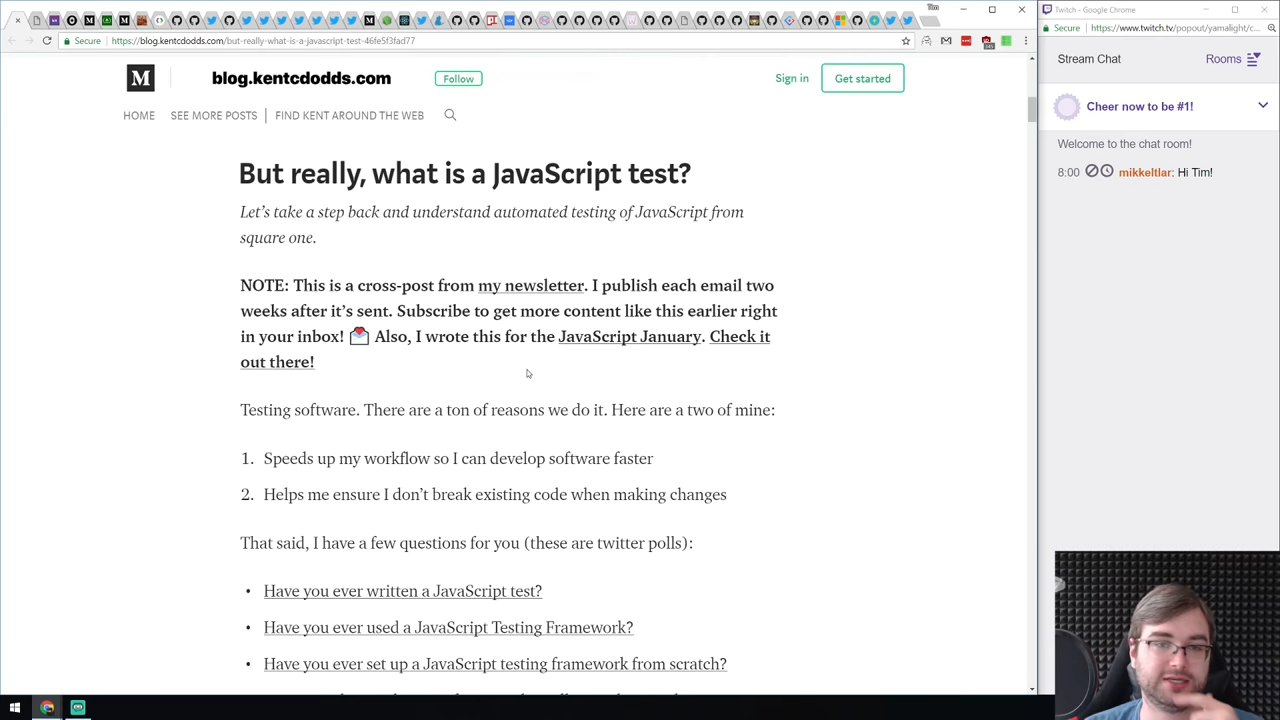 Tim
Secure
https://blog.kentcdodds.com/but-really-what-is-a-javascript-test-46fe5f3fad77
M
blog.kentcdodds.com
Follow
Sign in
Get started
HOME
SEE MORE POSTS
FIND KENT AROUND THE WEB
But really, what is a JavaScript test?
Let's take a step back and understand automated testing of JavaScript from
square one.
NOTE: This is a cross-post from my newsletter. I publish each email two
weeks after it's sent. Subscribe to get more content like this earlier right
in your inbox! 💌 Also, I wrote this for the JavaScript January. Check it
out there!
Testing software. There are a ton of reasons we do it. Here are a two of mine:
1. Speeds up my workflow so I can develop software faster
2. Helps me ensure I don't break existing code when making changes
That said, I have a few questions for you (these are twitter polls):
• Have you ever written a JavaScript test?
• Have you ever used a JavaScript Testing Framework?
• Have you ever set up a JavaScript testing framework from scratch?
Twitch - Google Chrome
Secure
https://www.twitch.tv/popout/yamalight/c...
Stream Chat
Rooms
Cheer now to be #1!
Welcome to the chat room!
8:00 mikkeltlar: Hi Tim!